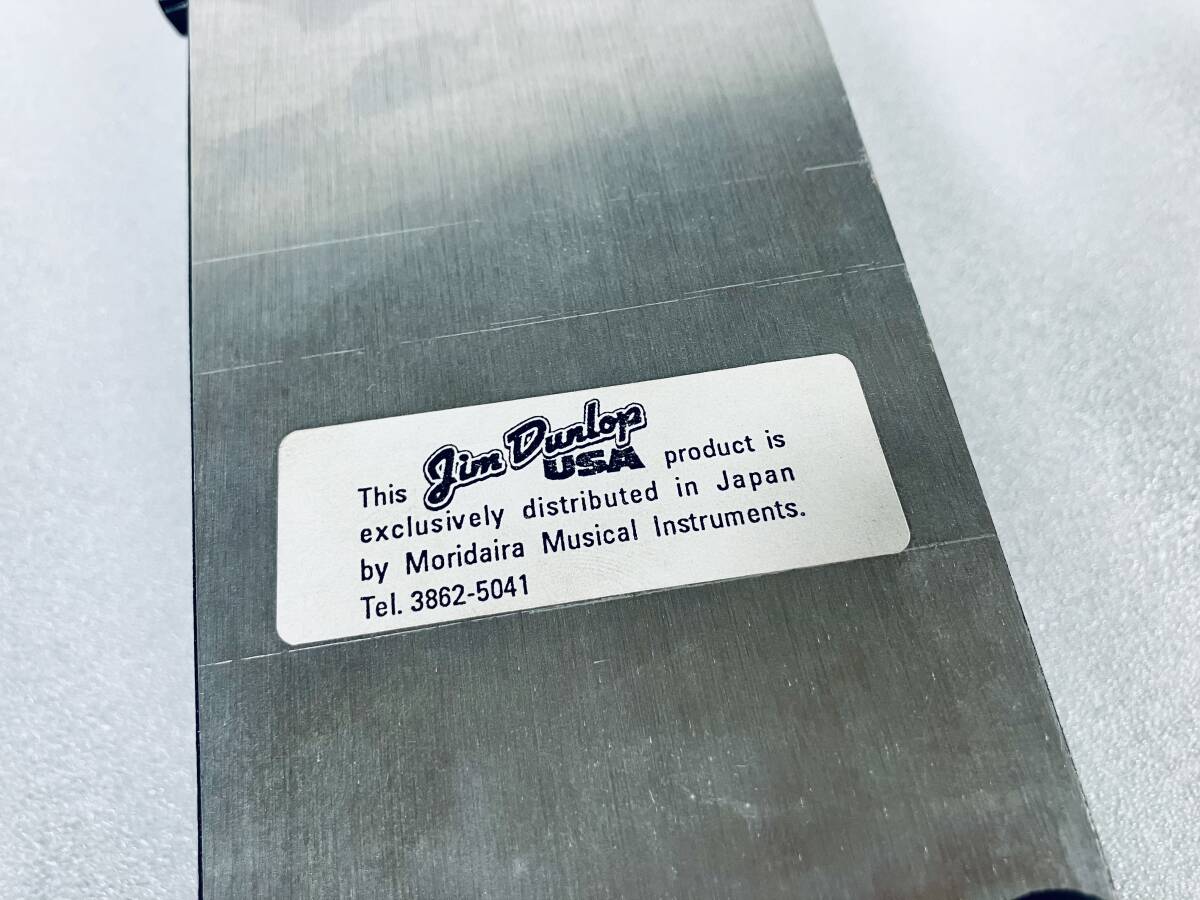 This Jim Dunlop USA product is
exclusively distributed in Japan
by Moridaira Musical Instruments.
Tel. 3862-5041